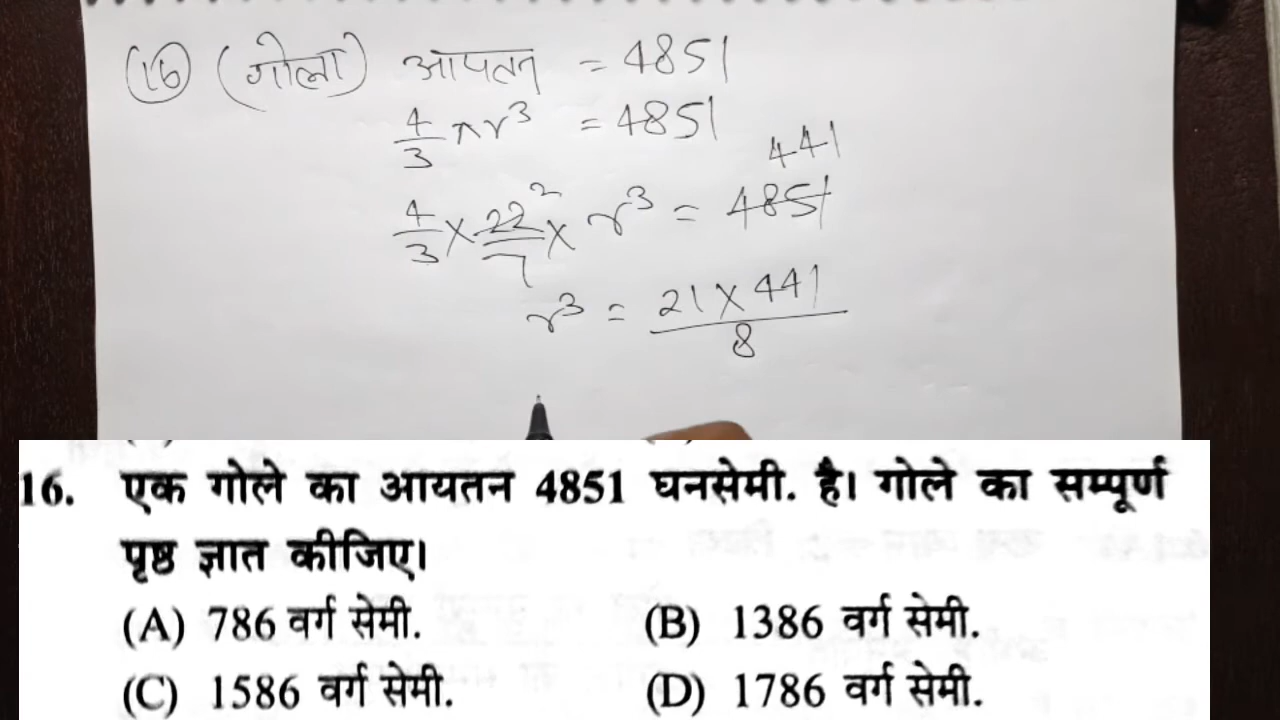 (16) (गोला) आयतन = 4851
4/3 πr³ = 4851
441
4/3 × 22/7 × r³ = 4851
2
r³ = 21 × 441 / 8
16. एक गोले का आयतन 4851 घनसेमी. है। गोले का सम्पूर्ण
पृष्ठ ज्ञात कीजिए।
(A) 786 वर्ग सेमी. (B) 1386 वर्ग सेमी.
(C) 1586 वर्ग सेमी. (D) 1786 वर्ग सेमी.